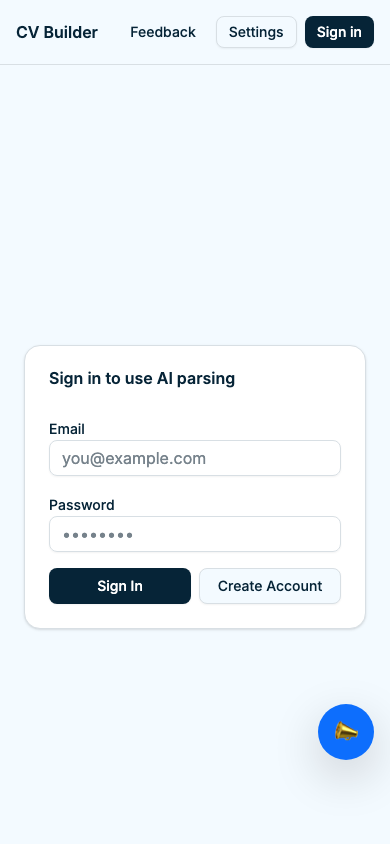 CV Builder
Feedback
Settings
Sign in
Sign in to use AI parsing
Email
you@example.com
Password
••••••••
Sign In
Create Account